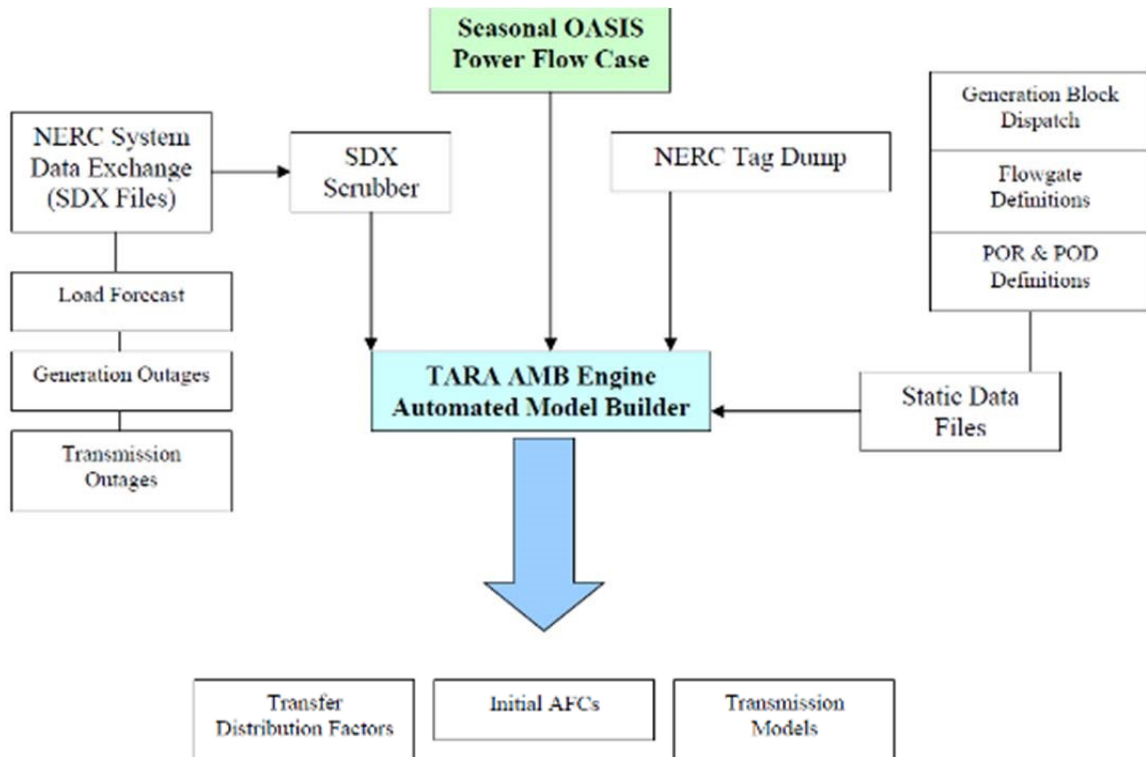 Seasonal OASIS
Power Flow Case
NERC System
Data Exchange
(SDX Files)
SDX
Scrubber
NERC Tag Dump
Generation Block
Dispatch
Flowgate
Definitions
POR & POD
Definitions
Load Forecast
Generation Outages
Transmission
Outages
TARA AMB Engine
Automated Model Builder
Static Data
Files
Transfer
Distribution Factors
Initial AFCs
Transmission
Models